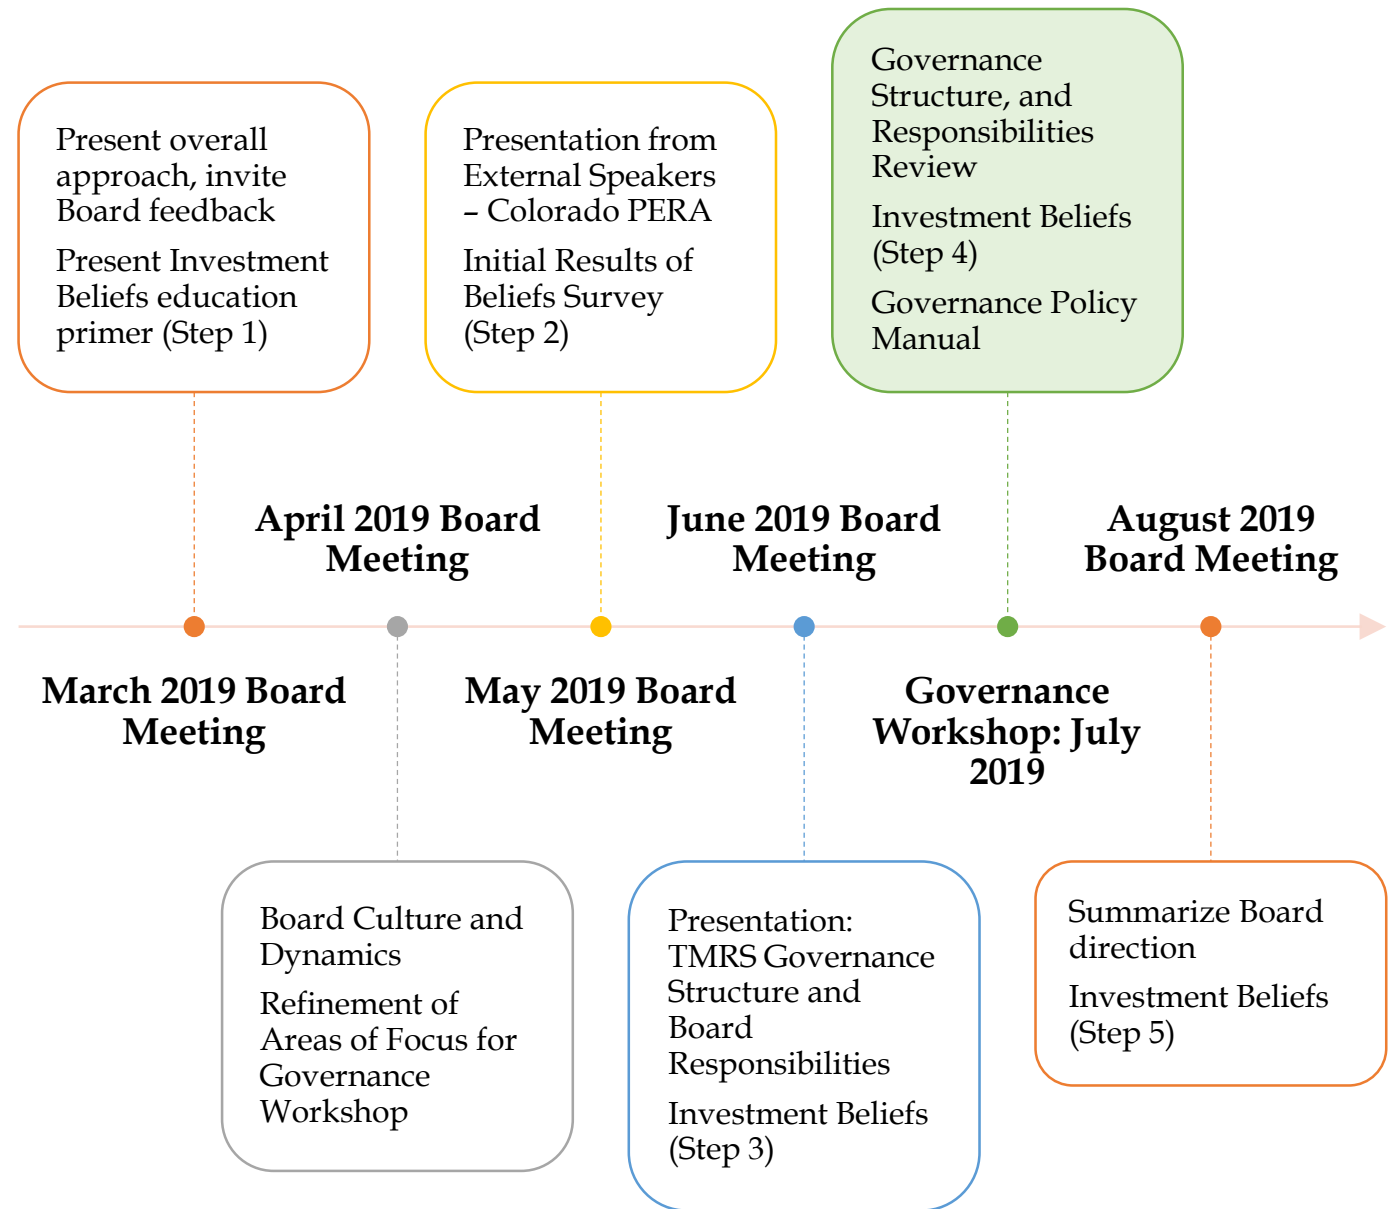 Present overall
approach, invite
Board feedback
Present Investment
Beliefs education
primer (Step 1)
Presentation from
External Speakers
– Colorado PERA
Initial Results of
Beliefs Survey
(Step 2)
Governance
Structure, and
Responsibilities
Review
Investment Beliefs
(Step 4)
Governance Policy
Manual
April 2019 Board
Meeting
June 2019 Board
Meeting
August 2019
Board Meeting
March 2019 Board
Meeting
May 2019 Board
Meeting
Governance
Workshop: July
2019
Board Culture and
Dynamics
Refinement of
Areas of Focus for
Governance
Workshop
Presentation:
TMRS Governance
Structure and
Board
Responsibilities
Investment Beliefs
(Step 3)
Summarize Board
direction
Investment Beliefs
(Step 5)